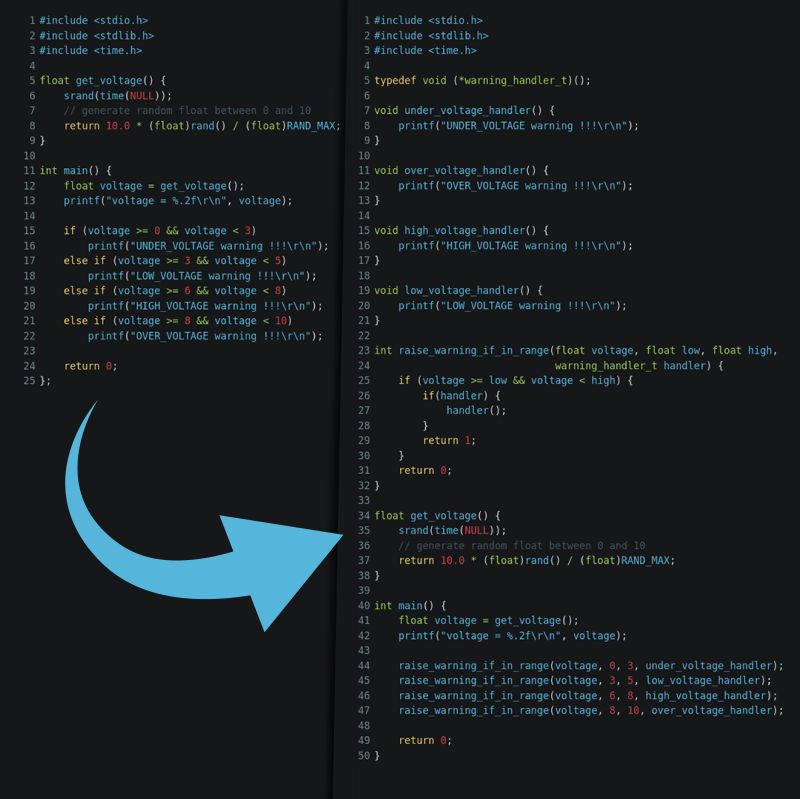 1 #include <stdio.h>
2 #include <stdlib.h>
3 #include <time.h>
4
5 float get_voltage() {
6     srand(time(NULL));
7     // generate random float between 0 and 10
8     return 10.0 * (float)rand() / (float)RAND_MAX;
9 }
10
11 int main() {
12     float voltage = get_voltage();
13     printf("voltage = %.2f\r\n", voltage);
14
15     if (voltage >= 0 && voltage < 3)
16         printf("UNDER_VOLTAGE warning !!!\r\n");
17     else if (voltage >= 3 && voltage < 5)
18         printf("LOW_VOLTAGE warning !!!\r\n");
19     else if (voltage >= 6 && voltage < 8)
20         printf("HIGH_VOLTAGE warning !!!\r\n");
21     else if (voltage >= 8 && voltage < 10)
22         printf("OVER_VOLTAGE warning !!!\r\n");
23
24     return 0;
25 };
1 #include <stdio.h>
2 #include <stdlib.h>
3 #include <time.h>
4
5 typedef void (*warning_handler_t)();
6
7 void under_voltage_handler() {
8     printf("UNDER_VOLTAGE warning !!!\r\n");
9 }
10
11 void over_voltage_handler() {
12     printf("OVER_VOLTAGE warning !!!\r\n");
13 }
14
15 void high_voltage_handler() {
16     printf("HIGH_VOLTAGE warning !!!\r\n");
17 }
18
19 void low_voltage_handler() {
20     printf("LOW_VOLTAGE warning !!!\r\n");
21 }
22
23 int raise_warning_if_in_range(float voltage, float low, float high,
24                               warning_handler_t handler) {
25     if (voltage >= low && voltage < high) {
26         if(handler) {
27             handler();
28         }
29         return 1;
30     }
31     return 0;
32 }
33
34 float get_voltage() {
35     srand(time(NULL));
36     // generate random float between 0 and 10
37     return 10.0 * (float)rand() / (float)RAND_MAX;
38 }
39
40 int main() {
41     float voltage = get_voltage();
42     printf("voltage = %.2f\r\n", voltage);
43
44     raise_warning_if_in_range(voltage, 0, 3, under_voltage_handler);
45     raise_warning_if_in_range(voltage, 3, 5, low_voltage_handler);
46     raise_warning_if_in_range(voltage, 6, 8, high_voltage_handler);
47     raise_warning_if_in_range(voltage, 8, 10, over_voltage_handler);
48
49     return 0;
50 }